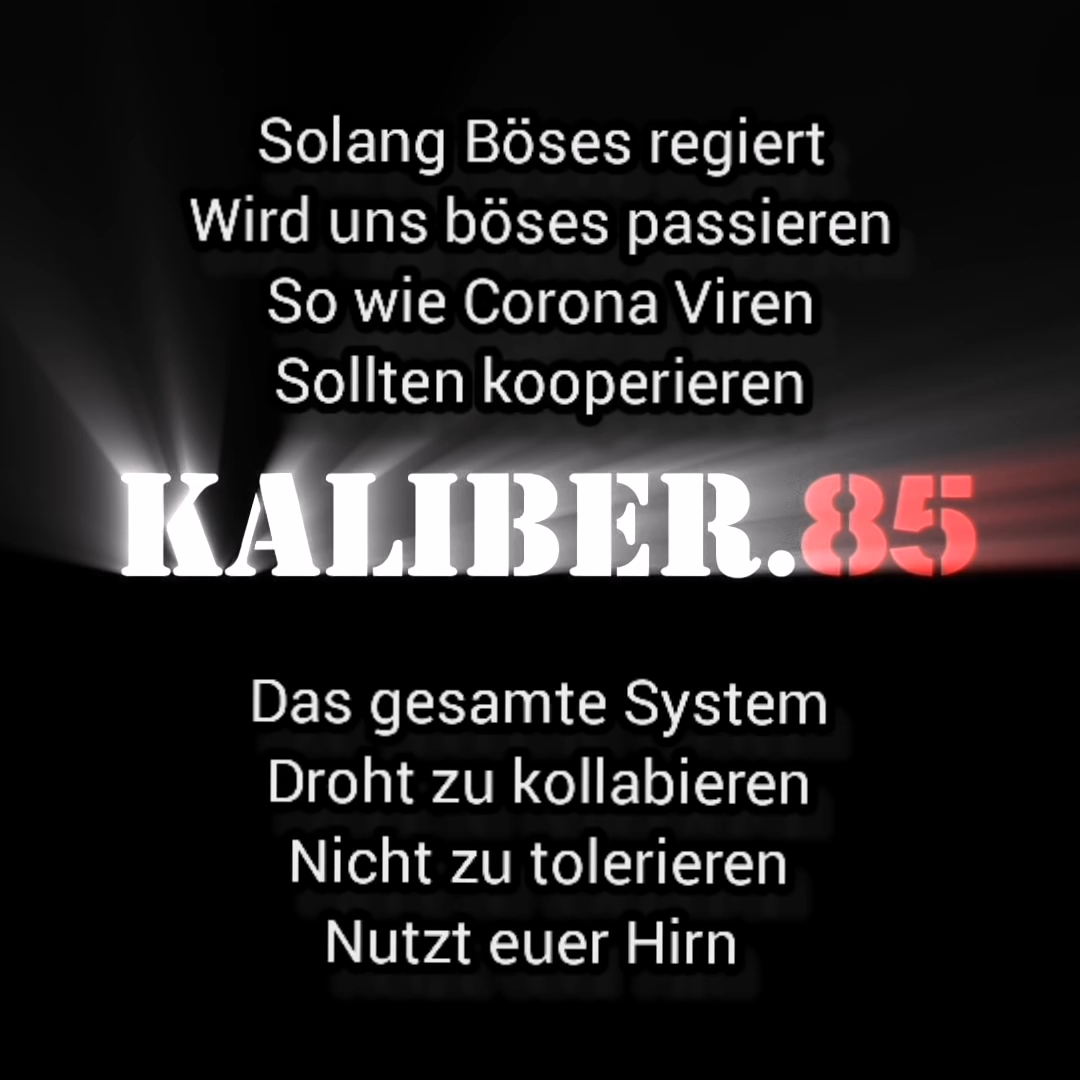 Solang Böses regiert
Wird uns böses passieren
So wie Corona Viren
Sollten kooperieren
KALIBER.85
Das gesamte System
Droht zu kollabieren
Nicht zu tolerieren
Nutzt euer Hirn